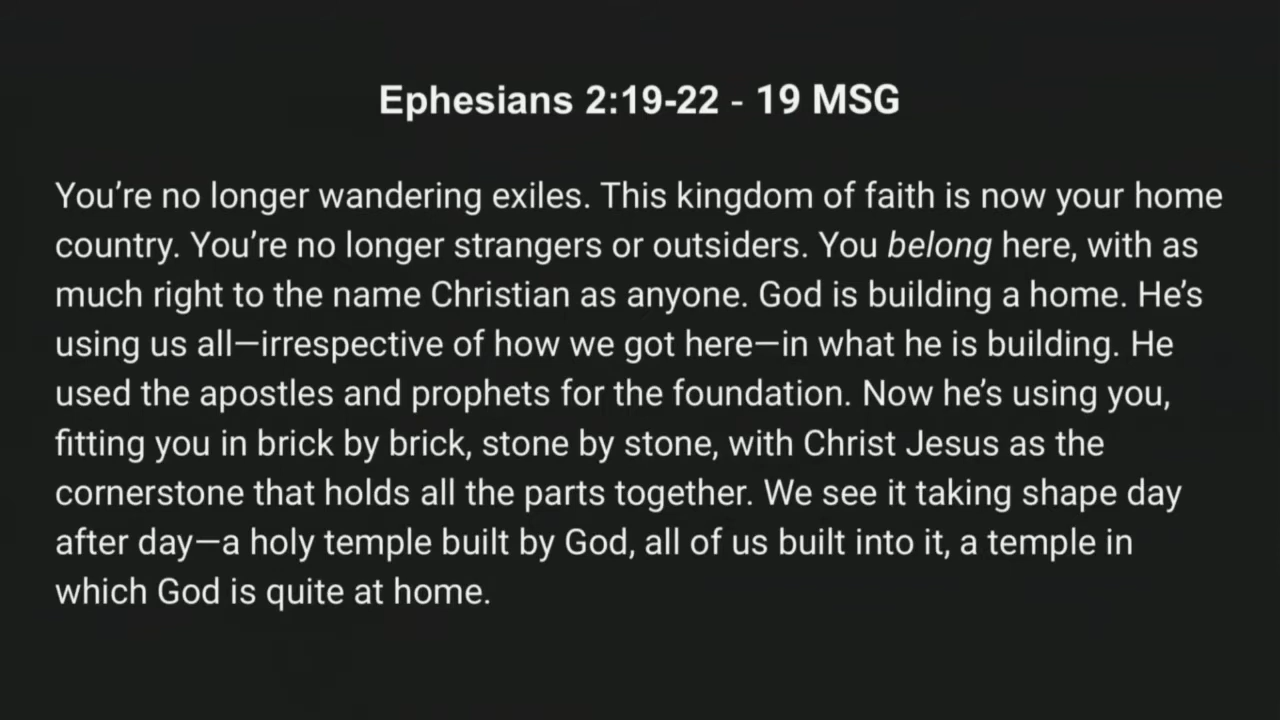 Ephesians 2:19-22 - 19 MSG
You’re no longer wandering exiles. This kingdom of faith is now your home
country. You’re no longer strangers or outsiders. You belong here, with as
much right to the name Christian as anyone. God is building a home. He’s
using us all—irrespective of how we got here—in what he is building. He
used the apostles and prophets for the foundation. Now he’s using you,
fitting you in brick by brick, stone by stone, with Christ Jesus as the
cornerstone that holds all the parts together. We see it taking shape day
after day—a holy temple built by God, all of us built into it, a temple in
which God is quite at home.